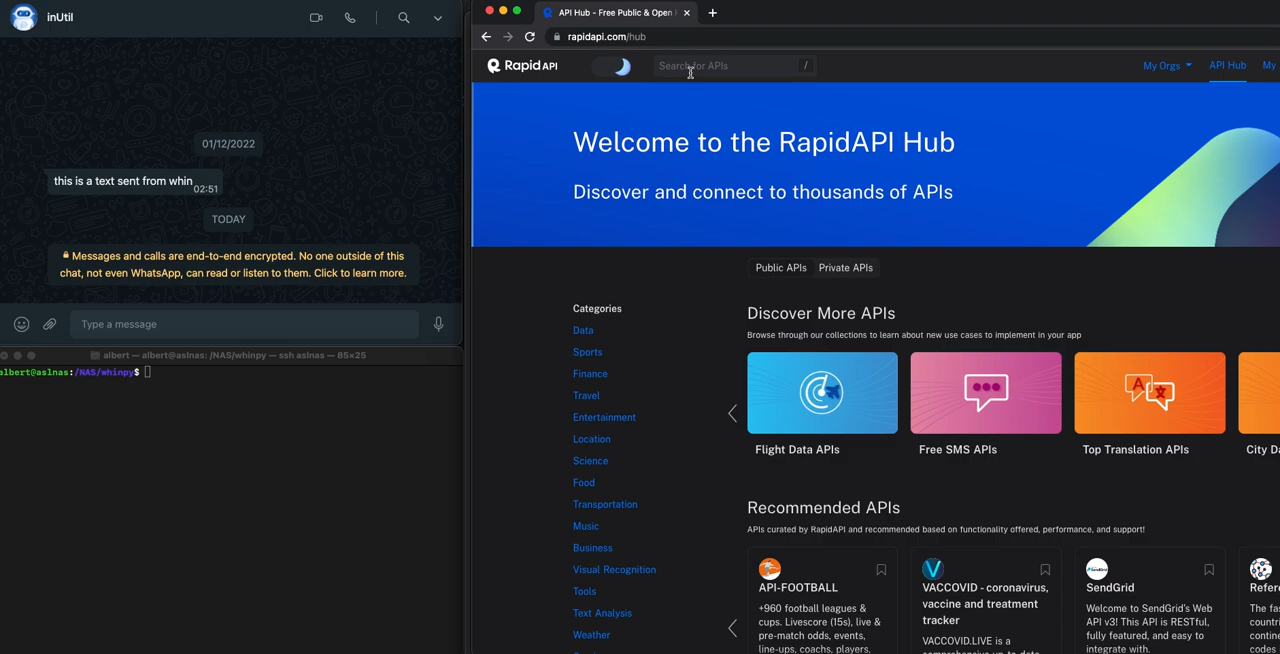 inUtil
01/12/2022
this is a text sent from whin
02:51
TODAY
Messages and calls are end-to-end encrypted. No one outside of this
chat, not even WhatsApp, can read or listen to them. Click to learn more.
Type a message
albert — albert@aslnas: /NAS/whinpy — ssh aslnas — 85×25
albert@aslnas:/NAS/whinpy$
API Hub - Free Public & Open
rapidapi.com/hub
Rapid API
Search for APIs
/
My Orgs
API Hub
My
Welcome to the RapidAPI Hub
Discover and connect to thousands of APIs
Public APIs
Private APIs
Categories
Data
Sports
Finance
Travel
Entertainment
Location
Science
Food
Transportation
Music
Business
Visual Recognition
Tools
Text Analysis
Weather
Discover More APIs
Browse through our collections to learn about new use cases to implement in your app
Flight Data APIs
Free SMS APIs
Top Translation APIs
City Da
Recommended APIs
APIs curated by RapidAPI and recommended based on functionality offered, performance, and support!
API-FOOTBALL
+960 football leagues &
cups. Livescore (15s), live &
pre-match odds, events,
line-ups, coachs, players,
VACCOVID - coronavirus,
vaccine and treatment
tracker
VACCOVID.LIVE is a
SendGrid
Welcome to SendGrid's Web
API v3! This API is RESTful,
fully featured, and easy to
integrate with.
Refere
The fas
countri
contine
codes